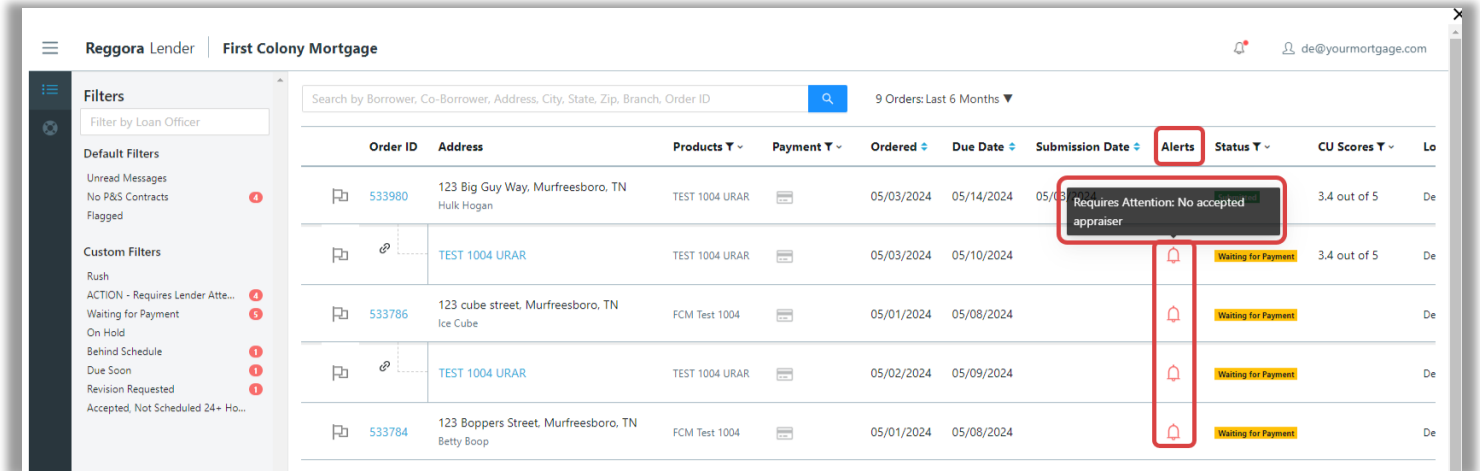 Reggora Lender First Colony Mortgage de@yourmortgage.com
Filters
Filter by Loan Officer
Default Filters
Unread Messages
No P&S Contracts 4
Flagged
Custom Filters
Rush
ACTION - Requires Lender Atte... 4
Waiting for Payment 5
On Hold
Behind Schedule 1
Due Soon 1
Revision Requested 1
Accepted, Not Scheduled 24+ Ho...
Search by Borrower, Co-Borrower, Address, City, State, Zip, Branch, Order ID 9 Orders: Last 6 Months ▼
Order ID Address Products Payment Ordered Due Date Submission Date Alerts Status CU Scores Lo
533980 123 Big Guy Way, Murfreesboro, TN TEST 1004 URAR 05/03/2024 05/14/2024 3.4 out of 5 De
Hulk Hogan
Requires Attention: No accepted
appraiser
TEST 1004 URAR TEST 1004 URAR 05/03/2024 05/10/2024 Waiting for Payment 3.4 out of 5 De
533786 123 cube street, Murfreesboro, TN FCM Test 1004 05/01/2024 05/08/2024 Waiting for Payment De
Ice Cube
TEST 1004 URAR TEST 1004 URAR 05/02/2024 05/09/2024 Waiting for Payment De
533784 123 Boppers Street, Murfreesboro, TN FCM Test 1004 05/01/2024 05/08/2024 Waiting for Payment De
Betty Boop